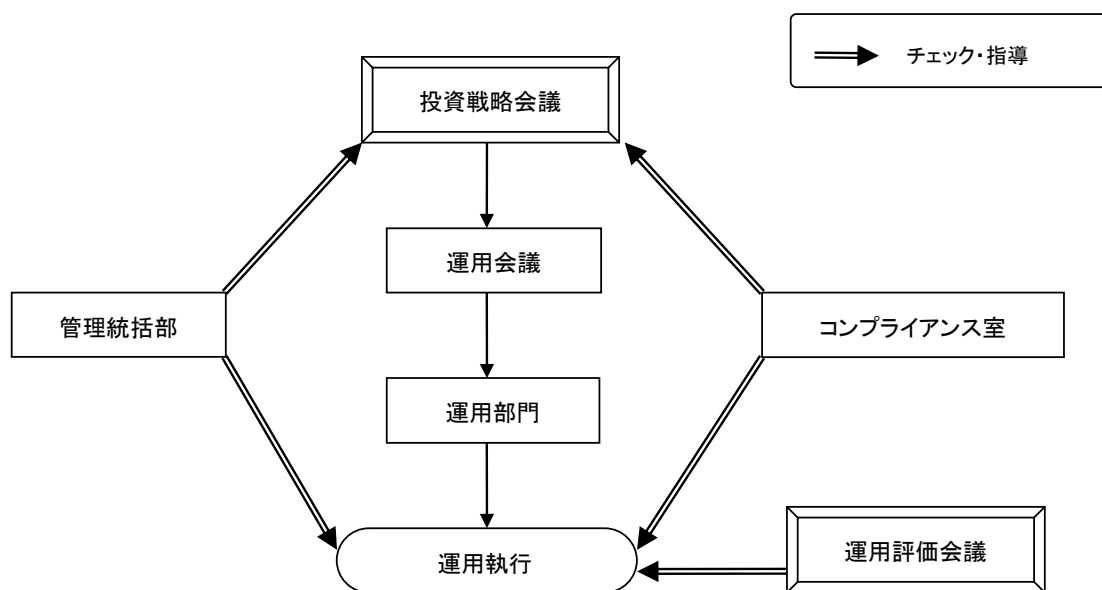 チェック・指導
投資戦略会議
運用会議
管理統括部
コンプライアンス室
運用部門
運用評価会議
運用執行